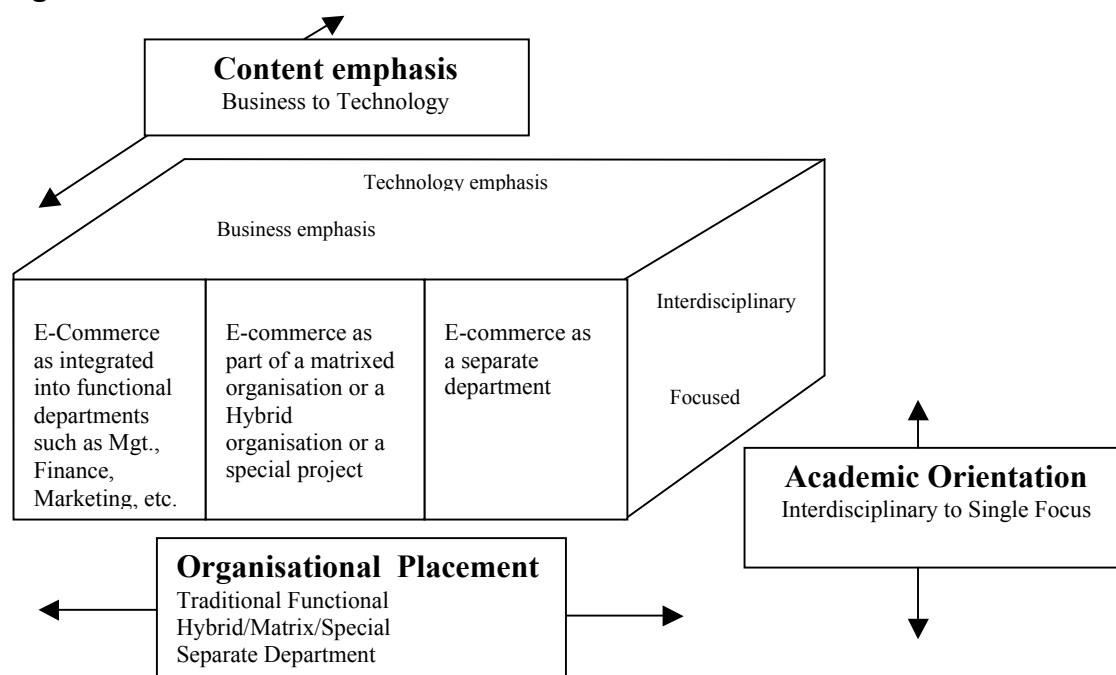 Content emphasis
Business to Technology
Technology emphasis
Business emphasis
E-Commerce
as integrated
into functional
departments
such as Mgt.,
Finance,
Marketing, etc.
E-commerce as
part of a matrixed
organisation or a
Hybrid
organisation or a
special project
E-commerce as
a separate
department
Interdisciplinary
Focused
Academic Orientation
Interdisciplinary to Single Focus
Organisational Placement
Traditional Functional
Hybrid/Matrix/Special
Separate Department